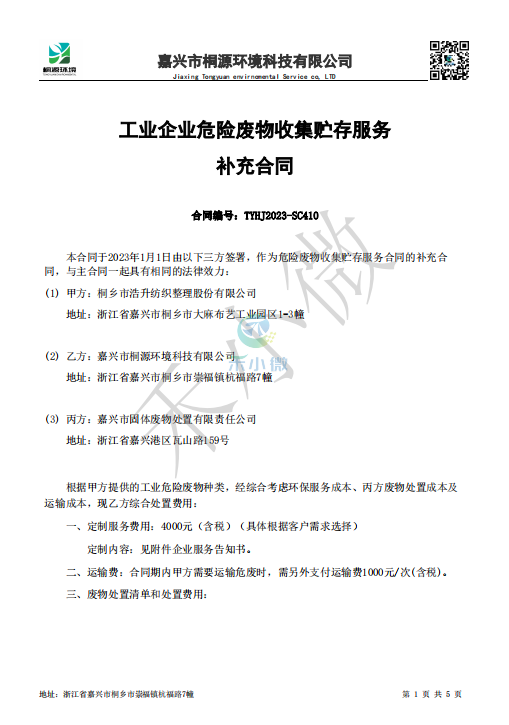 桐源环境
嘉兴市桐源环境科技有限公司
Jiaxing Tongyuan envirnomental Service co, LTD
工业企业危险废物收集贮存服务
补充合同
合同编号：TYHJ2023-SC410
本合同于2023年1月1日由以下三方签署，作为危险废物收集贮存服务合同的补充合
同，与主合同一起具有相同的法律效力：
(1) 甲方：桐乡市浩升纺织整理股份有限公司
地址：浙江省嘉兴市桐乡市大麻布艺工业园区1-3幢
(2) 乙方：嘉兴市桐源环境科技有限公司
地址：浙江省嘉兴市桐乡市崇福镇杭福路7幢
(3) 丙方：嘉兴市固体废物处置有限责任公司
地址：浙江省嘉兴港区瓦山路159号
禾小微
禾小微
根据甲方提供的工业危险废物种类，经综合考虑环保服务成本、丙方废物处置成本及
运输成本，现乙方综合处置费用：
一、定制服务费用：4000元（含税）（具体根据客户需求选择）
定制内容：见附件企业服务告知书。
二、运输费：合同期内甲方需要运输危废时，需另外支付运输费1000元/次(含税)。
三、废物处置清单和处置费用：
地址：浙江省嘉兴市桐乡市崇福镇杭福路7幢
第 1 页 共 5 页